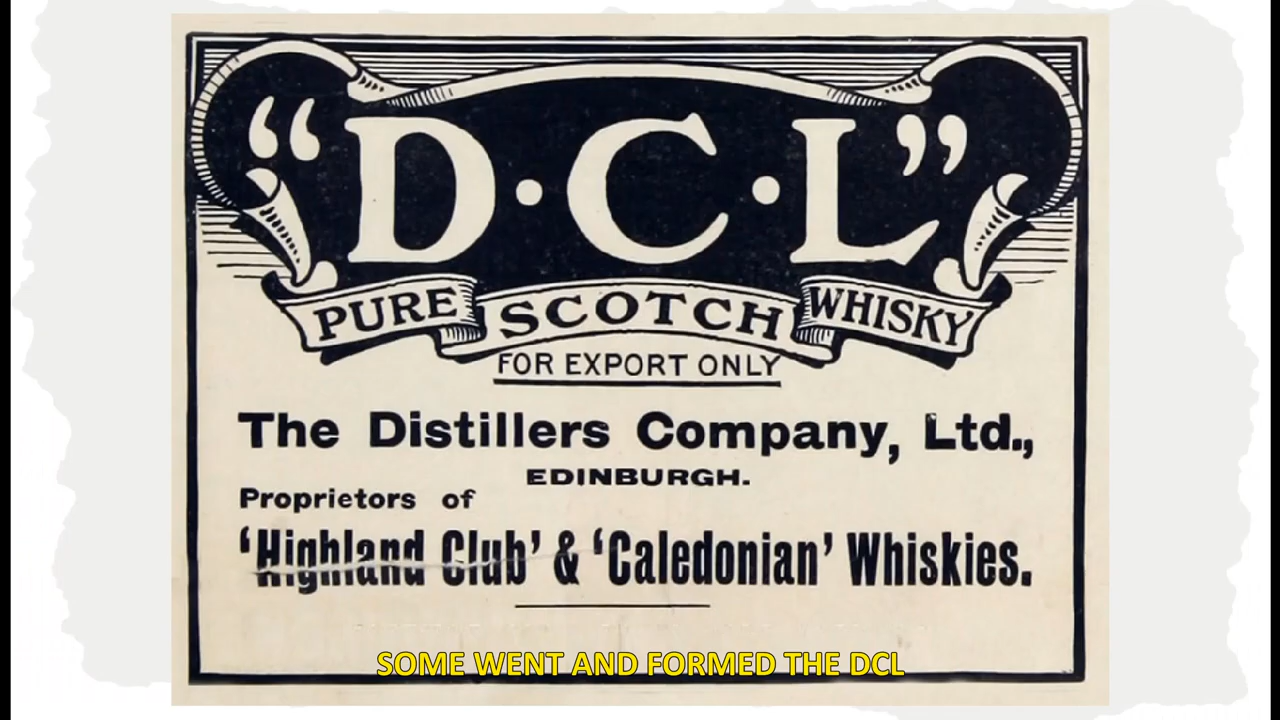 “D·C·L”
PURE SCOTCH WHISKY
FOR EXPORT ONLY
The Distillers Company, Ltd.,
EDINBURGH.
Proprietors of
‘Highland Club’ & ‘Caledonian’ Whiskies.
SOME WENT AND FORMED THE DCL